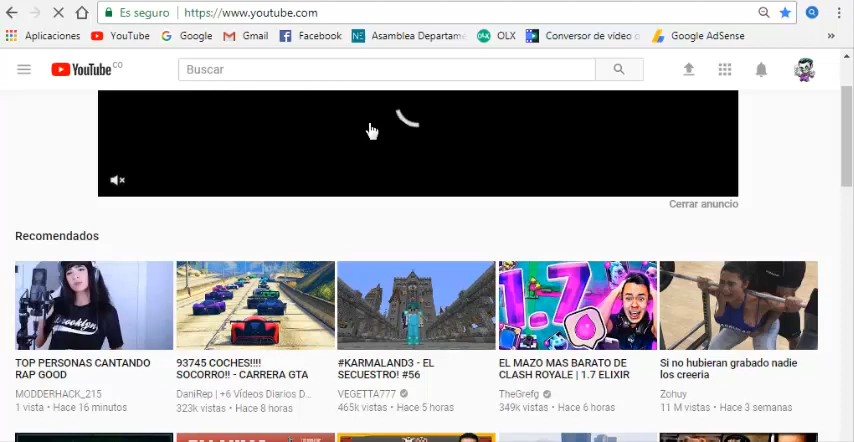 Es seguro https://www.youtube.com
Aplicaciones YouTube Google Gmail Facebook Asamblea Departame OLX Conversor de video o Google AdSense »
YouTube CO Buscar
Cerrar anuncio
Recomendados
brooklyn
1.7
TOP PERSONAS CANTANDO RAP GOOD
MODDERHACK_215
1 vista • Hace 16 minutos
93745 COCHES!!!! SOCORRO!! - CARRERA GTA
DaniRep | +6 Vídeos Diarios D...
323k vistas • Hace 8 horas
#KARMALAND3 - EL SECUESTRO! #56
VEGETTA777
465k vistas • Hace 5 horas
EL MAZO MAS BARATO DE CLASH ROYALE | 1.7 ELIXIR
TheGrefg
349k vistas • Hace 6 horas
Si no hubieran grabado nadie los creeria
Zohuy
11 M vistas • Hace 3 semanas